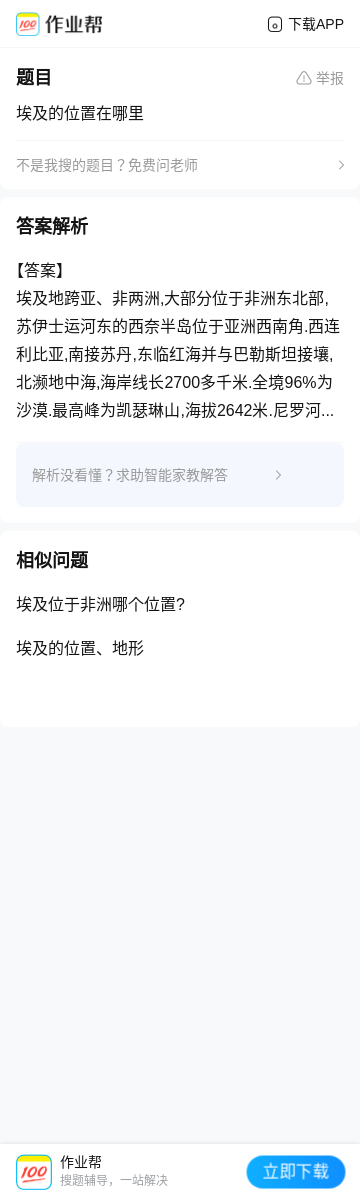 作业帮
下载APP
题目
举报
埃及的位置在哪里
不是我搜的题目？免费问老师
答案解析
【答案】
埃及地跨亚、非两洲,大部分位于非洲东北部,
苏伊士运河东的西奈半岛位于亚洲西南角.西连
利比亚,南接苏丹,东临红海并与巴勒斯坦接壤,
北濒地中海,海岸线长2700多千米.全境96%为
沙漠.最高峰为凯瑟琳山,海拔2642米.尼罗河...
解析没看懂？求助智能家教解答
相似问题
埃及位于非洲哪个位置?
埃及的位置、地形
100
作业帮
搜题辅导，一站解决
立即下载